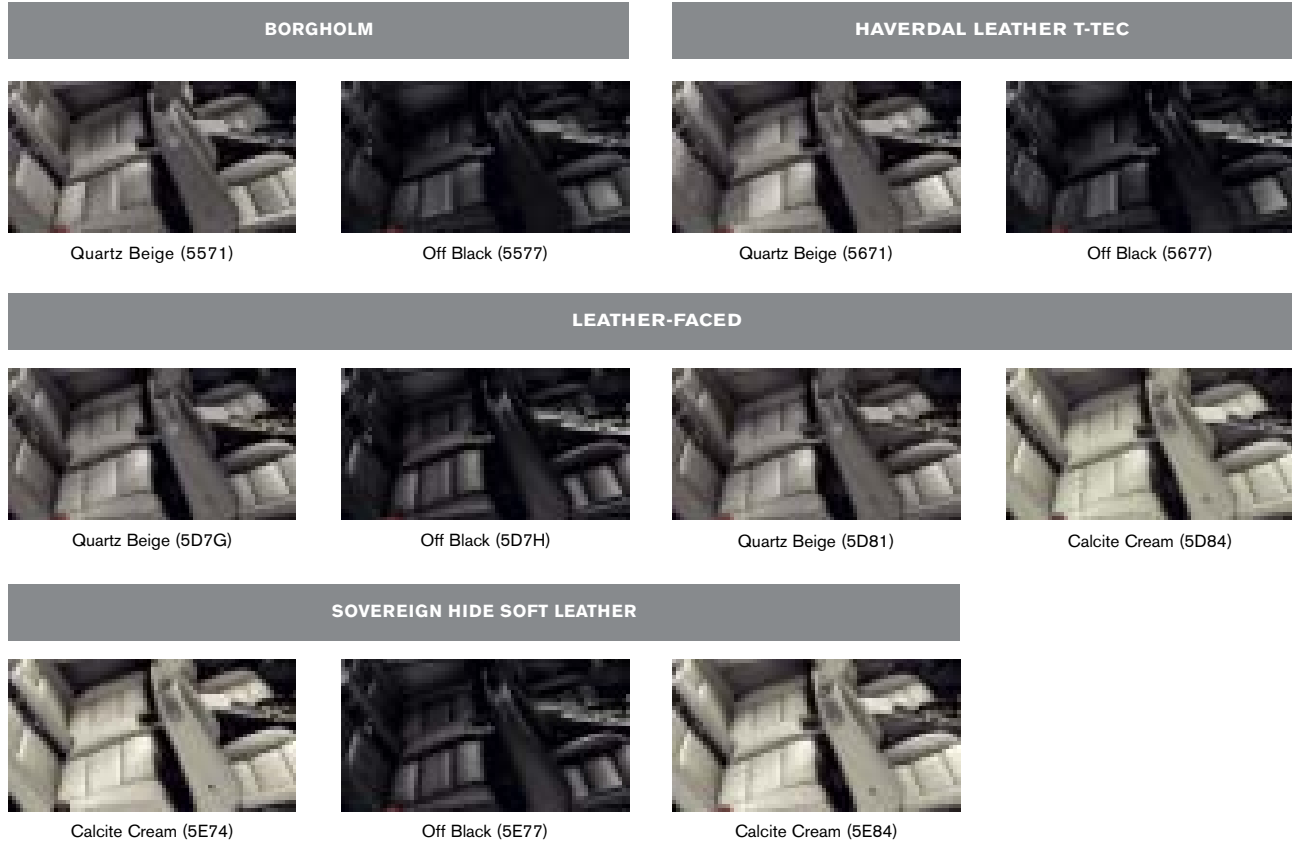 BORGHOLM
HAVERDAL LEATHER T-TEC
Quartz Beige (5571)
Off Black (5577)
Quartz Beige (5671)
Off Black (5677)
LEATHER-FACED
Quartz Beige (5D7G)
Off Black (5D7H)
Quartz Beige (5D81)
Calcite Cream (5D84)
SOVEREIGN HIDE SOFT LEATHER
Calcite Cream (5E74)
Off Black (5E77)
Calcite Cream (5E84)